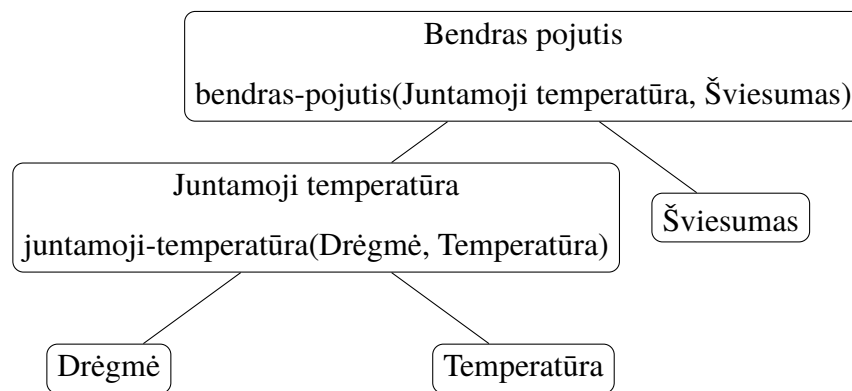 Bendras pojutis
bendras-pojutis(Juntamoji temperatūra, Šviesumas)
Juntamoji temperatūra
juntamoji-temperatūra(Drėgmė, Temperatūra)
Šviesumas
Drėgmė
Temperatūra